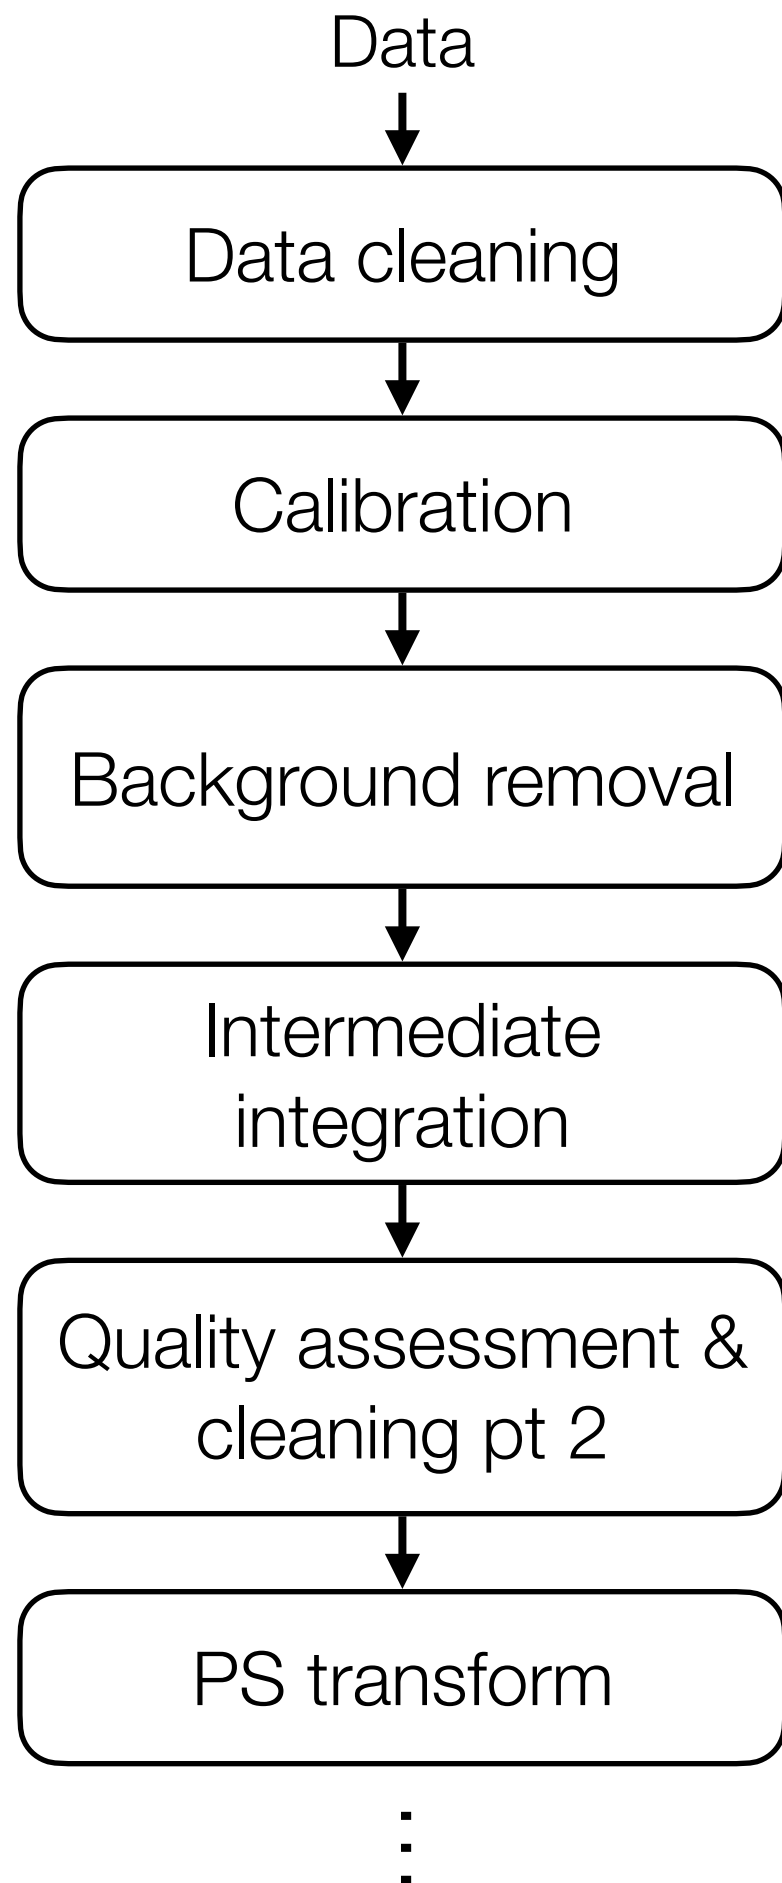 Data
Data cleaning
Calibration
Background removal
Intermediate
integration
Quality assessment &
cleaning pt 2
PS transform